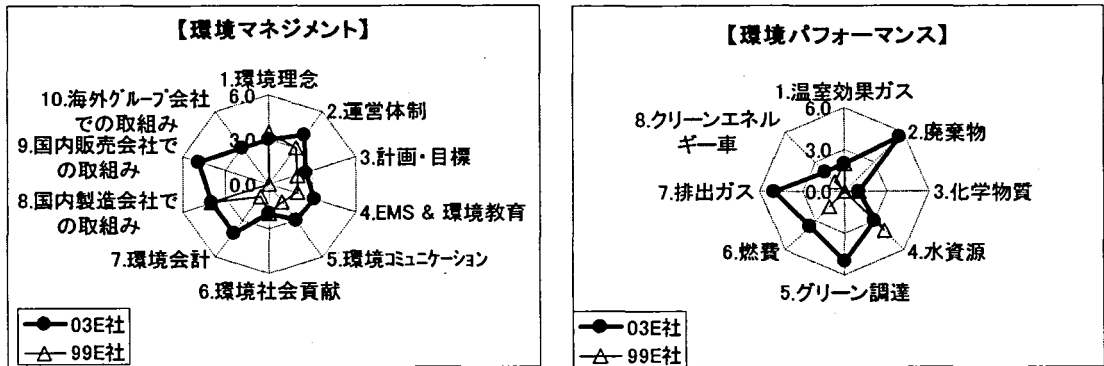 【環境マネジメント】
1.環境理念
6.0
10.海外グループ会社
での取組み
2.運営体制
3.0
9.国内販売会社で
の取組み
3.計画・目標
0.0
8.国内製造会社で
の取組み
4.EMS & 環境教育
7.環境会計
5.環境コミュニケーション
6.環境社会貢献
03E社
99E社
【環境パフォーマンス】
1.温室効果ガス
6.0
8.クリーンエネル
ギー車
2.廃棄物
3.0
7.排出ガス
0.0
3.化学物質
6.燃費
4.水資源
5.グリーン調達
03E社
99E社